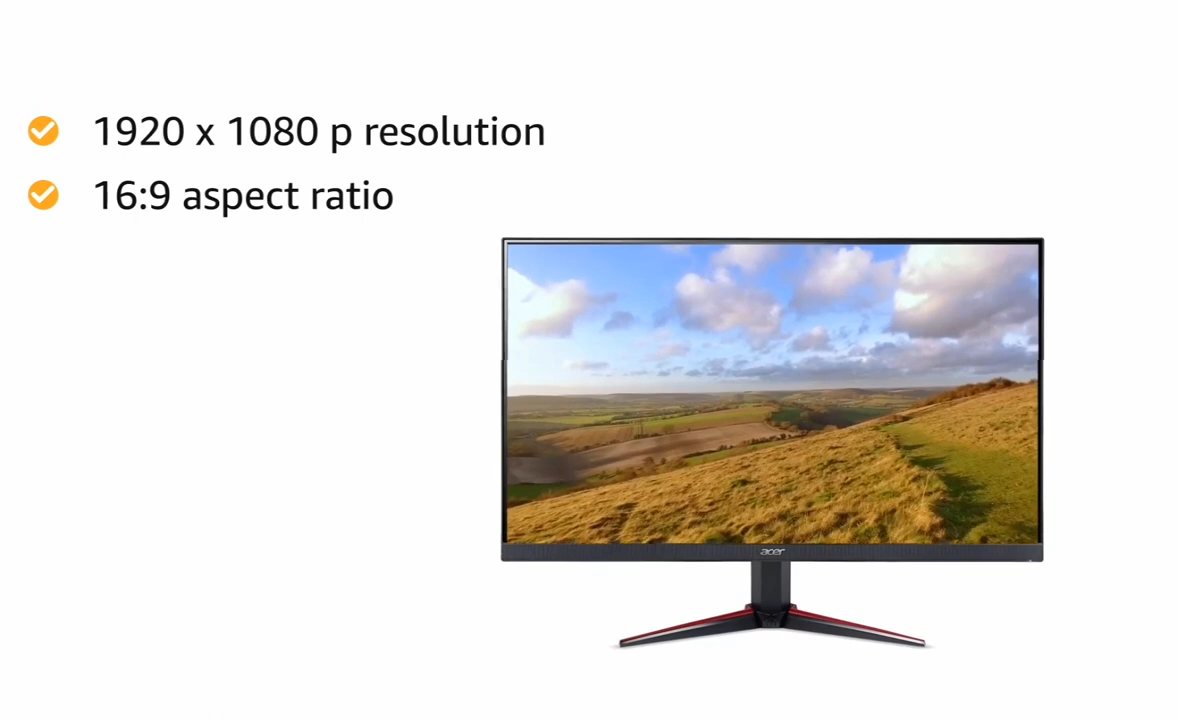 1920 x 1080 p resolution
16:9 aspect ratio
acer